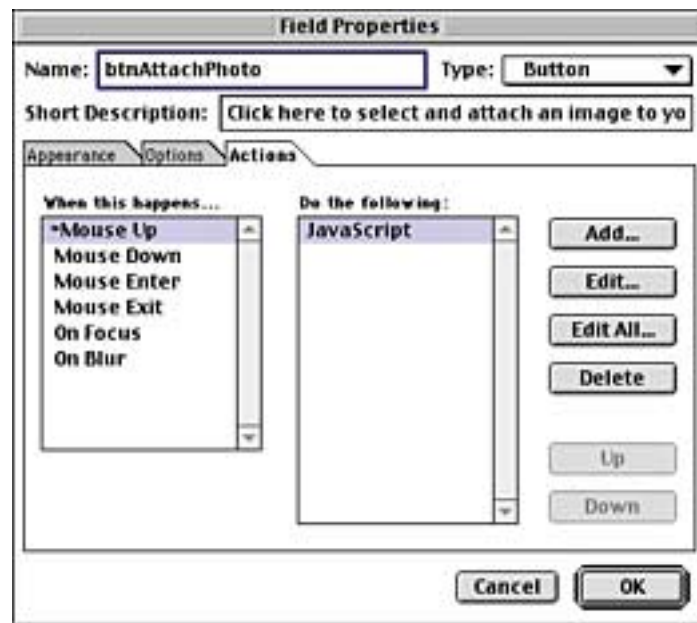 Field Properties
Name: btnAttachPhoto Type: Button
Short Description: Click here to select and attach an image to yo
Appearance Options Actions
When this happens... Do the following:
*Mouse Up JavaScript Add...
Mouse Down
Mouse Enter Edit...
Mouse Exit
On Focus Edit All...
On Blur
Delete
Up
Down
Cancel OK